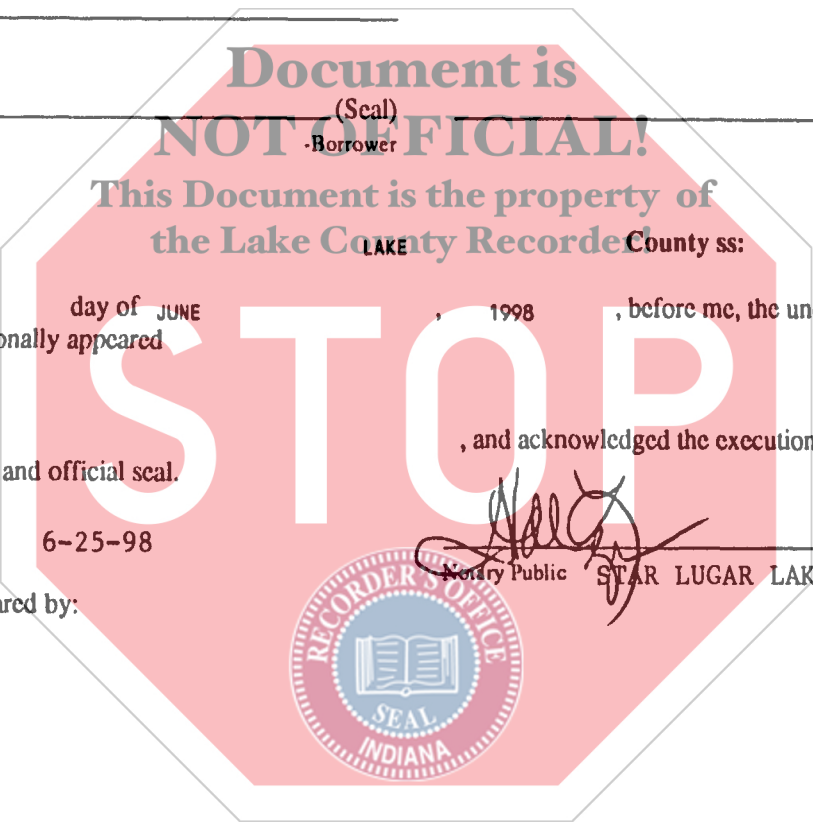 Document is
(Seal)
NOT OFFICIAL!
-Borrower
This Document is the property of
the Lake County Recorder!
LAKE County ss:
day of JUNE , 1998 , before me, the un
onally appeared
STOP
, and acknowledged the execution
and official seal.
6-25-98
Notary Public STAR LUGAR LAK
ared by:
RECORDER'S OFFICE
SEAL
INDIANA